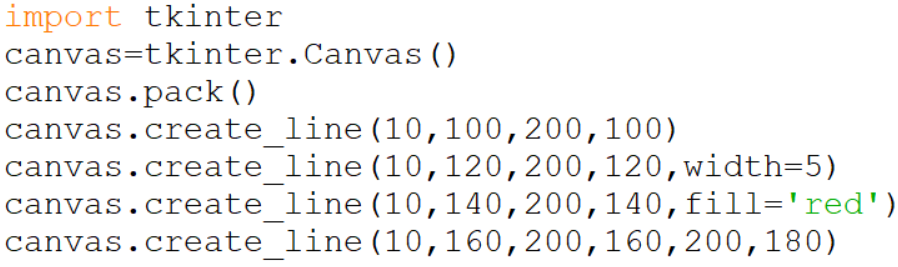 import tkinter
canvas=tkinter.Canvas()
canvas.pack()
canvas.create_line(10,100,200,100)
canvas.create_line(10,120,200,120,width=5)
canvas.create_line(10,140,200,140,fill='red')
canvas.create_line(10,160,200,160,200,180)